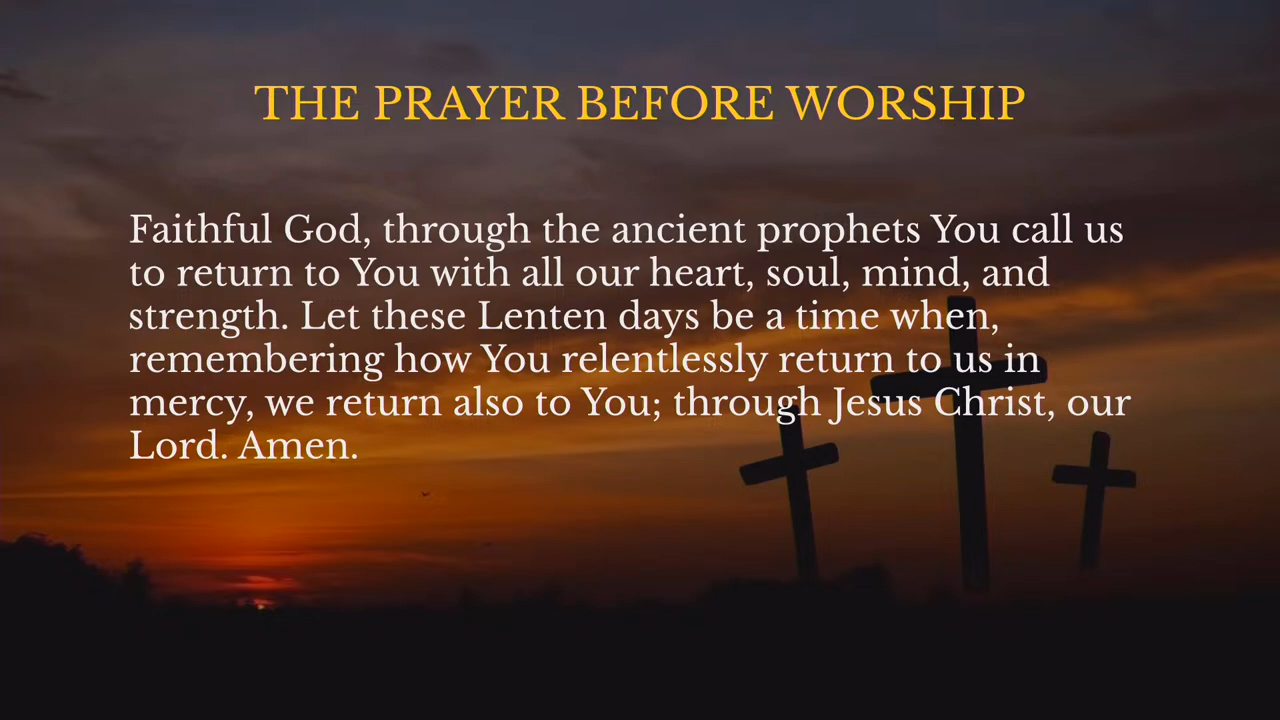 THE PRAYER BEFORE WORSHIP
Faithful God, through the ancient prophets You call us
to return to You with all our heart, soul, mind, and
strength. Let these Lenten days be a time when,
remembering how You relentlessly return to us in
mercy, we return also to You; through Jesus Christ, our
Lord. Amen.